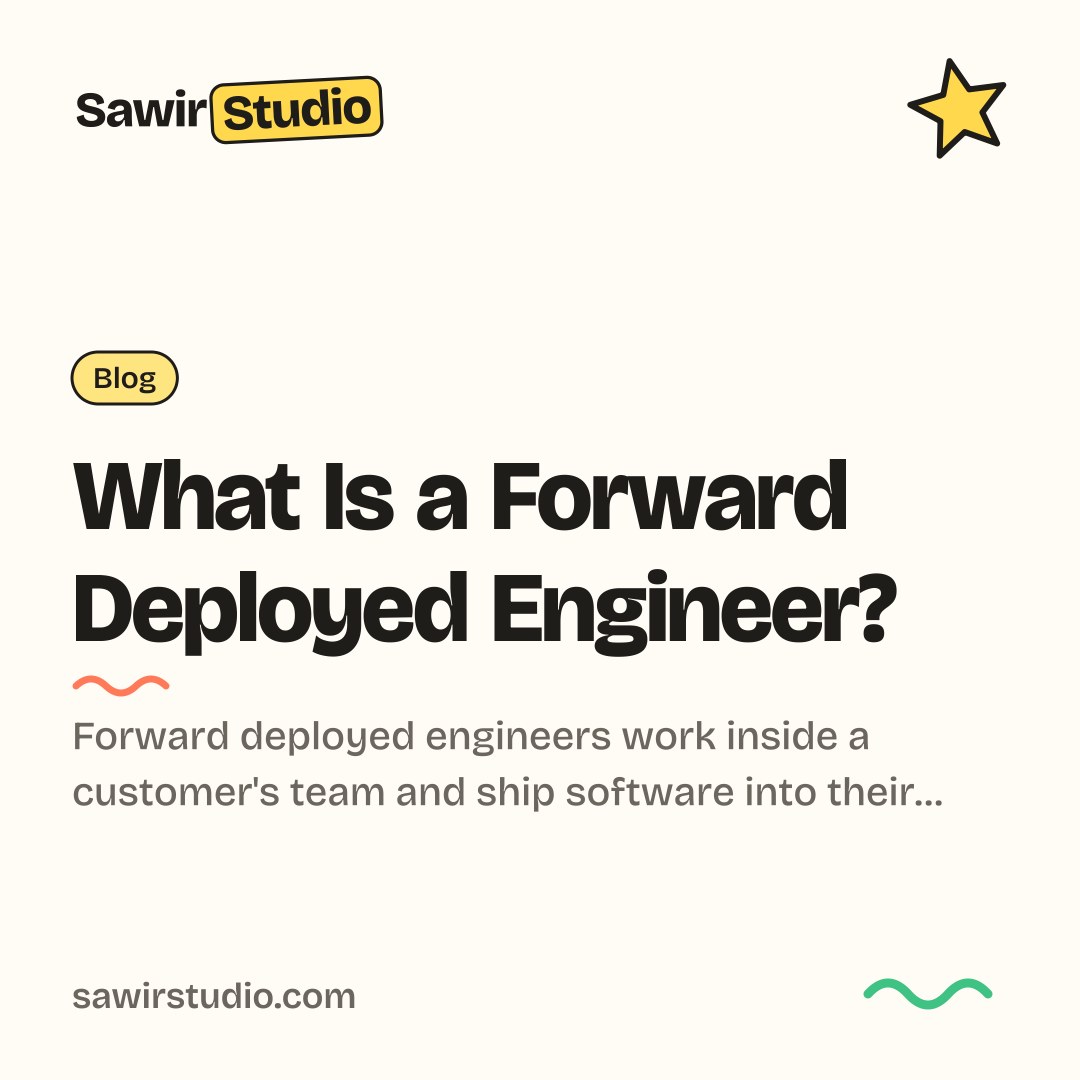 Sawir Studio
Blog
What Is a Forward
Deployed Engineer?
Forward deployed engineers work inside a
customer's team and ship software into their...
sawirstudio.com